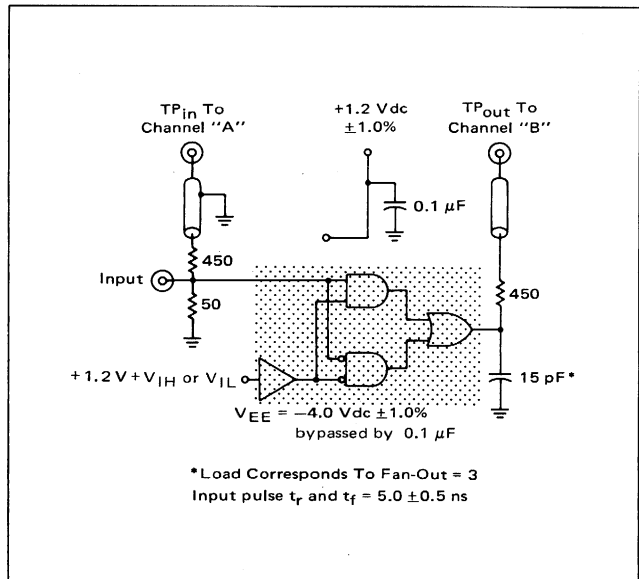 TPin To
Channel "A"
+1.2 Vdc
±1.0%
TPout To
Channel "B"
0.1 µF
450
Input
50
450
+1.2 V + VIH or VIL
15 pF*
VEE = −4.0 Vdc ±1.0%
bypassed by 0.1 µF
*Load Corresponds To Fan-Out = 3
Input pulse tr and tf = 5.0 ±0.5 ns